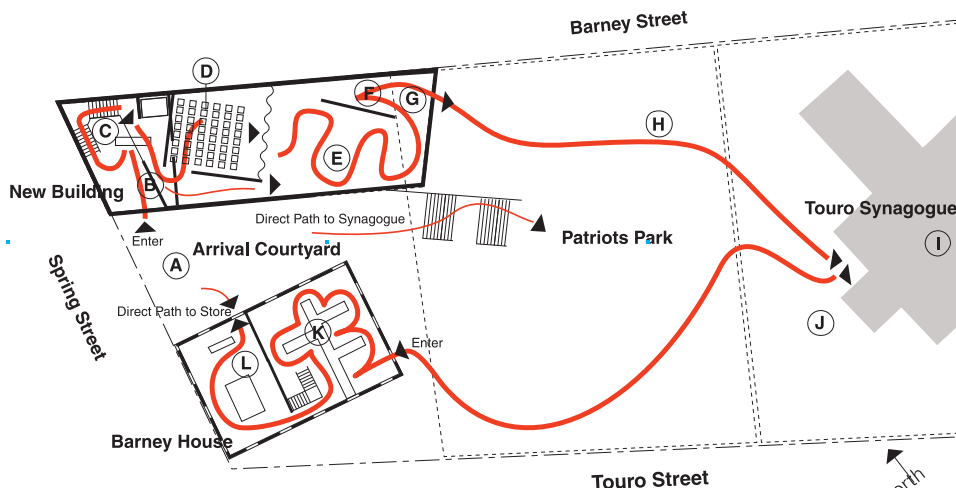 Barney Street
D
F
G
C
H
E
B
New Building
Touro Synagogue
Direct Path to Synagogue
Enter
Patriots Park
I
Arrival Courtyard
A
Spring Street
Direct Path to Store
J
K
Enter
L
Barney House
Touro Street